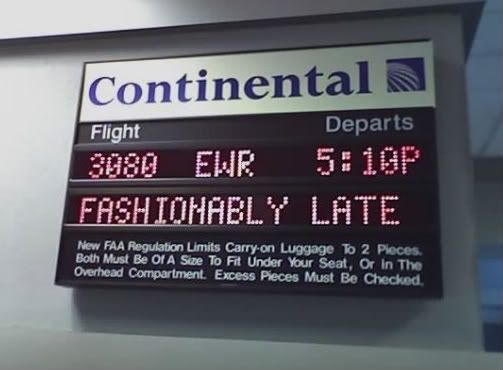 Continental
Flight Departs
3080 EWR 5:10P
FASHIONABLY LATE
New FAA Regulation Limits Carry-on Luggage To 2 Pieces.
Both Must Be Of A Size To Fit Under Your Seat, Or In The
Overhead Compartment. Excess Pieces Must Be Checked.